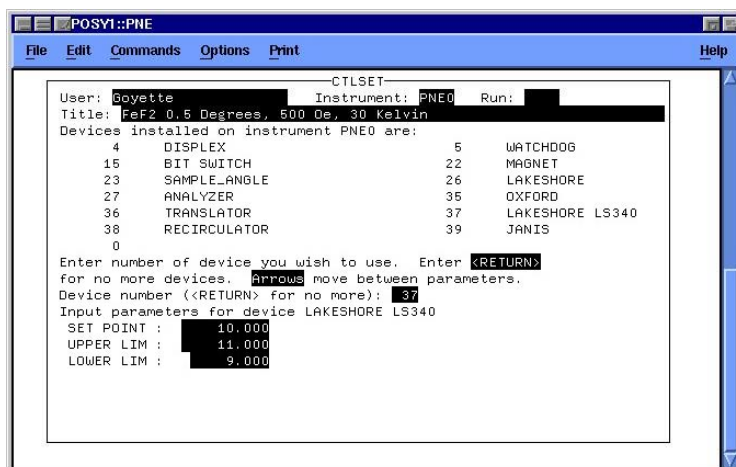 POSY1::PNE
File Edit Commands Options Print Help
CTLSET
User: Goyette Instrument: PNE0 Run:
Title: FeF2 0.5 Degrees, 500 Oe, 30 Kelvin
Devices installed on instrument PNE0 are:
4 DISPLEX 5 WATCHDOG
15 BIT SWITCH 22 MAGNET
23 SAMPLE_ANGLE 26 LAKESHORE
27 ANALYZER 35 OXFORD
36 TRANSLATOR 37 LAKESHORE LS340
38 RECIRCULATOR 39 JANIS
0
Enter number of device you wish to use. Enter <RETURN>
for no more devices. Arrows move between parameters.
Device number (<RETURN> for no more): 37
Input parameters for device LAKESHORE LS340
SET POINT : 10.000
UPPER LIM : 11.000
LOWER LIM : 9.000